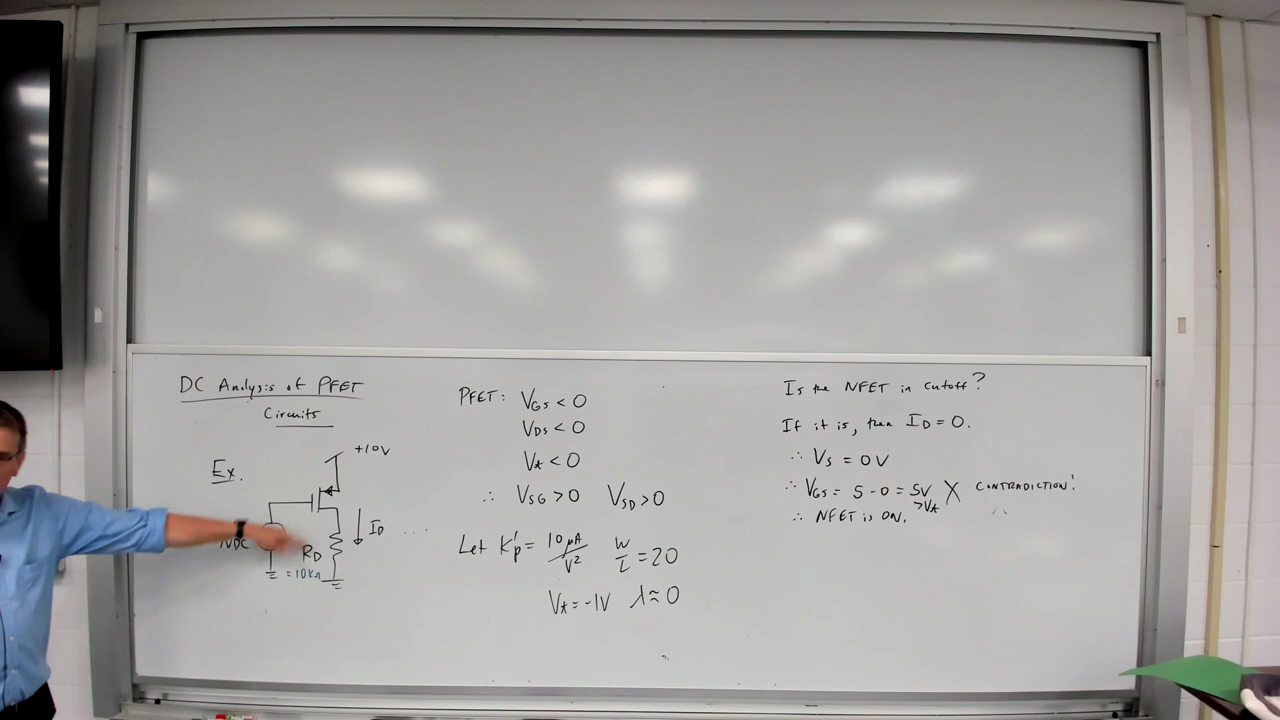 DC Analysis of PFET
Circuits
Ex.
+10V
VDC
RD
=10KΩ
ID
PFET: VGS < 0
VDS < 0
Vt < 0
∴ VSG > 0 VSD > 0
Let K'p = 10 μA/V² W/L = 20
Vt = -1V λ ≈ 0
Is the NFET in cutoff?
If it is, then ID = 0.
∴ VS = 0V
∴ VGS = 5 - 0 = 5V X CONTRADICTION!
>Vt
∴ NFET is ON.